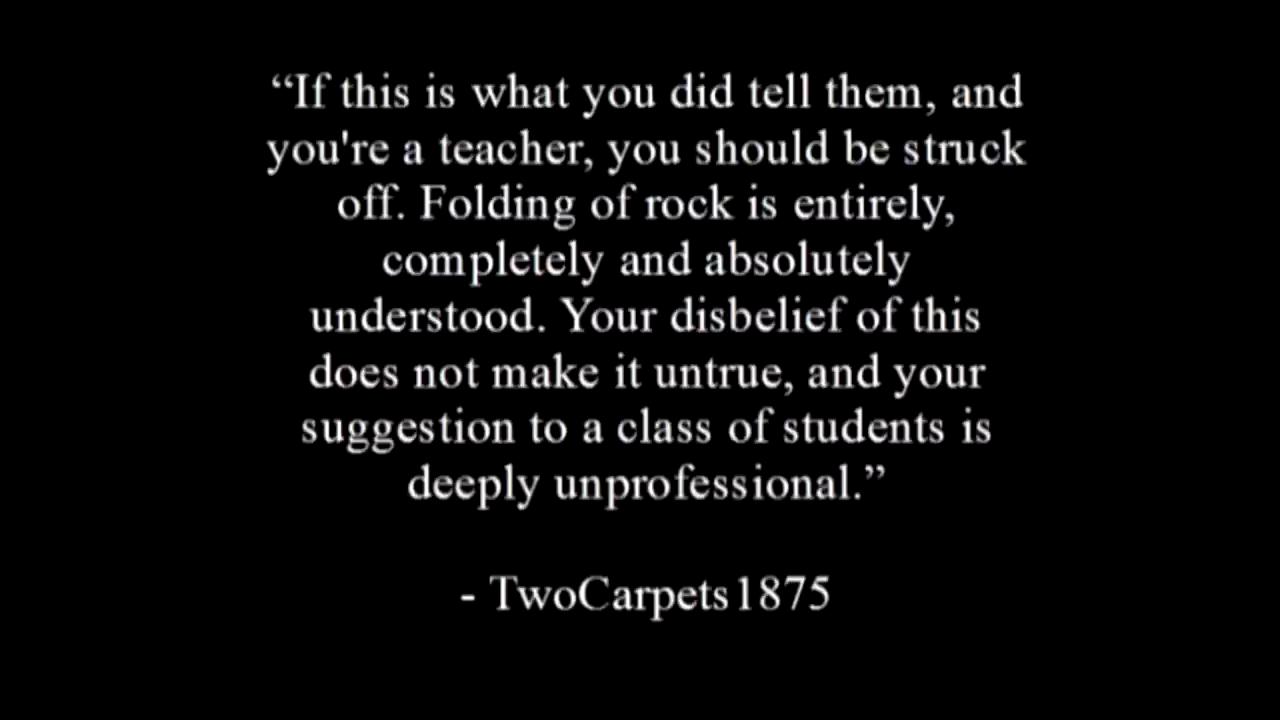 “If this is what you did tell them, and
you're a teacher, you should be struck
off. Folding of rock is entirely,
completely and absolutely
understood. Your disbelief of this
does not make it untrue, and your
suggestion to a class of students is
deeply unprofessional.”
- TwoCarpets1875